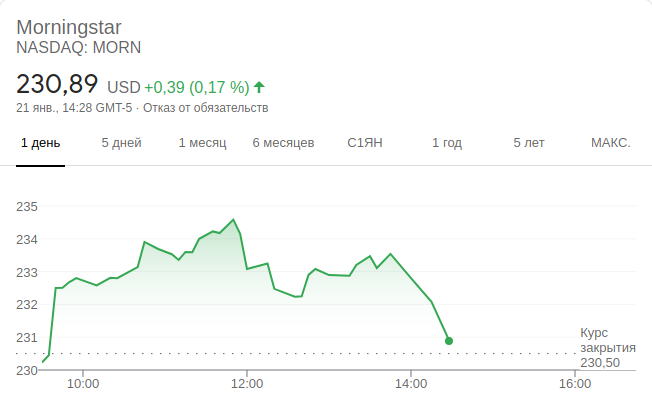 Morningstar
NASDAQ: MORN
230,89 USD +0,39 (0,17 %)
21 янв., 14:28 GMT-5 · Отказ от обязательств
1 день 5 дней 1 месяц 6 месяцев С1ЯН 1 год 5 лет МАКС.
235
234
233
232
231
230
Курс
закрытия
230,50
10:00 12:00 14:00 16:00